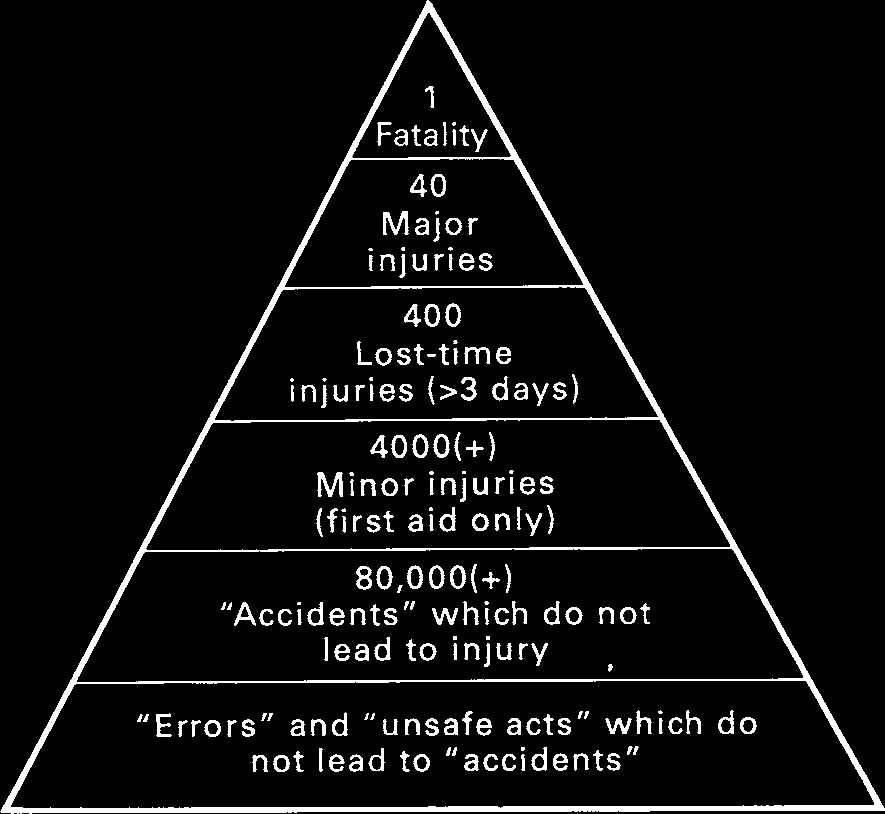 1
Fatality
40
Major
injuries
400
Lost-time
injuries (>3 days)
4000(+)
Minor injuries
(first aid only)
80,000(+)
"Accidents" which do not
lead to injury
"Errors" and "unsafe acts" which do
not lead to "accidents"